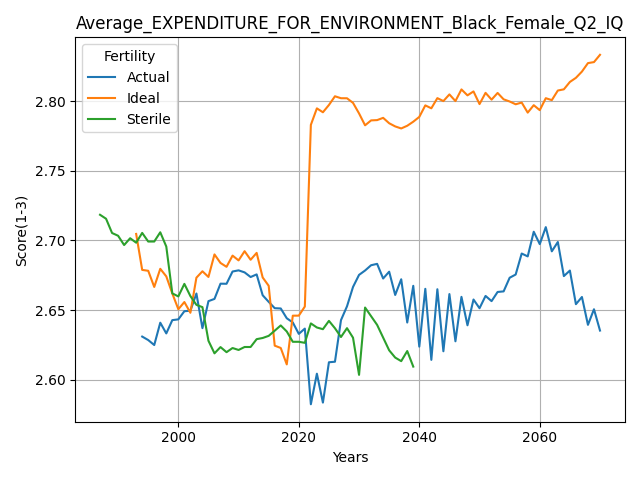 Average_EXPENDITURE_FOR_ENVIRONMENT_Black_Female_Q2_IQ
Fertility
Actual
Ideal
Sterile
Score(1-3)
2.80
2.75
2.70
2.65
2.60
2000
2020
2040
2060
Years